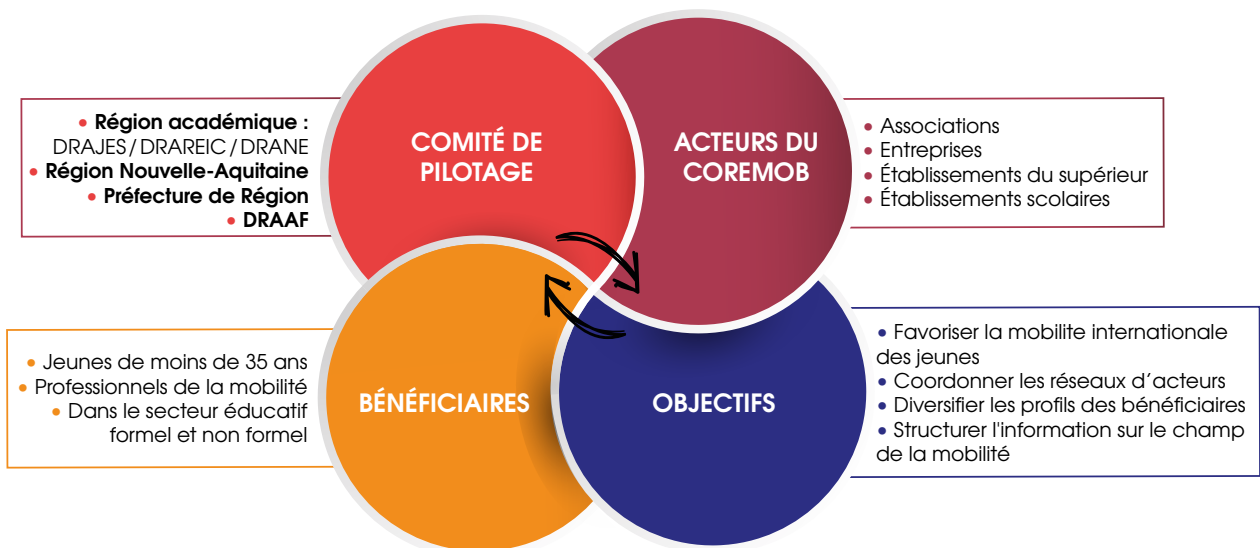 • Région académique :
DRAJES / DRAREIC / DRANE
• Région Nouvelle-Aquitaine
• Préfecture de Région
• DRAAF
COMITÉ DE
PILOTAGE
ACTEURS DU
COREMOB
• Associations
• Entreprises
• Établissements du supérieur
• Établissements scolaires
• Jeunes de moins de 35 ans
• Professionnels de la mobilité
• Dans le secteur éducatif
formel et non formel
BÉNÉFICIAIRES
OBJECTIFS
• Favoriser la mobilite internationale
des jeunes
• Coordonner les réseaux d’acteurs
• Diversifier les profils des bénéficiaires
• Structurer l'information sur le champ
de la mobilité